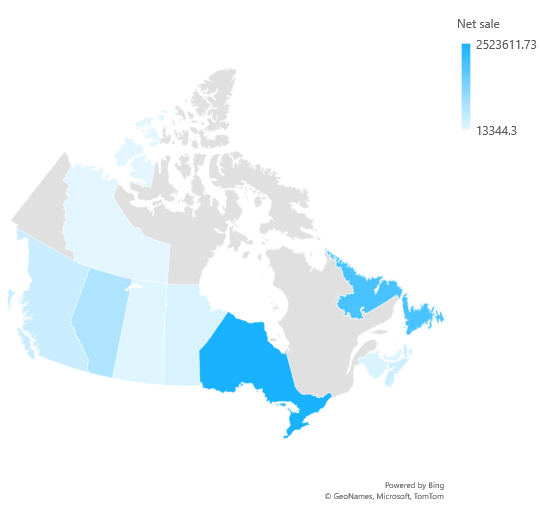 Net sale
2523611.73
13344.3
Powered by Bing
© GeoNames, Microsoft, TomTom